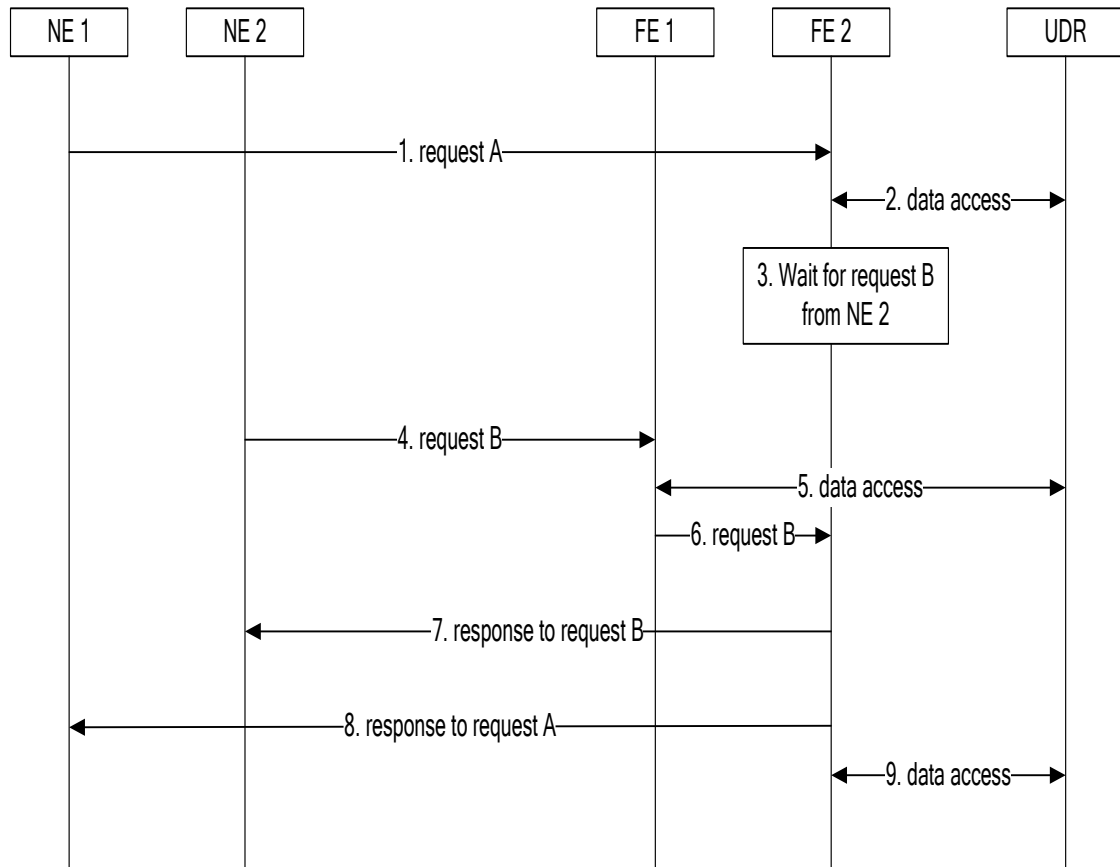 NE 1
NE 2
FE 1
FE 2
UDR
1. request A
2. data access
3. Wait for request B
from NE 2
4. request B
5. data access
6. request B
7. response to request B
8. response to request A
9. data access